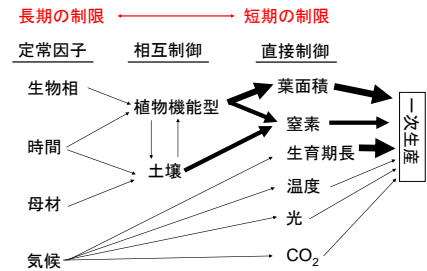 長期の制限 短期の制限
定常因子 相互制御 直接制御
生物相 植物機能型 葉面積
時間 土壌 窒素
母材 生育期長
気候 温度
光
CO2
一次生産